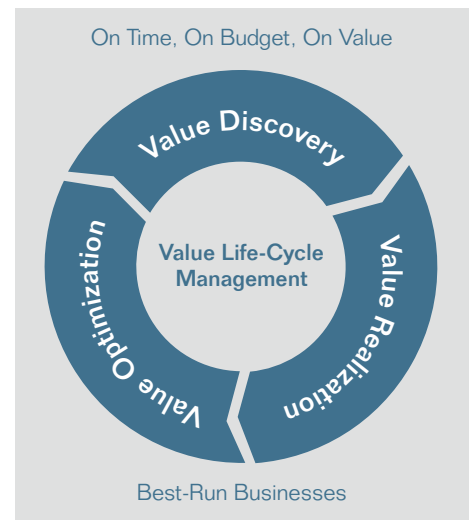 On Time, On Budget, On Value
Value Discovery
Value Life-Cycle
Management
Value Realization
Value Optimization
Best-Run Businesses